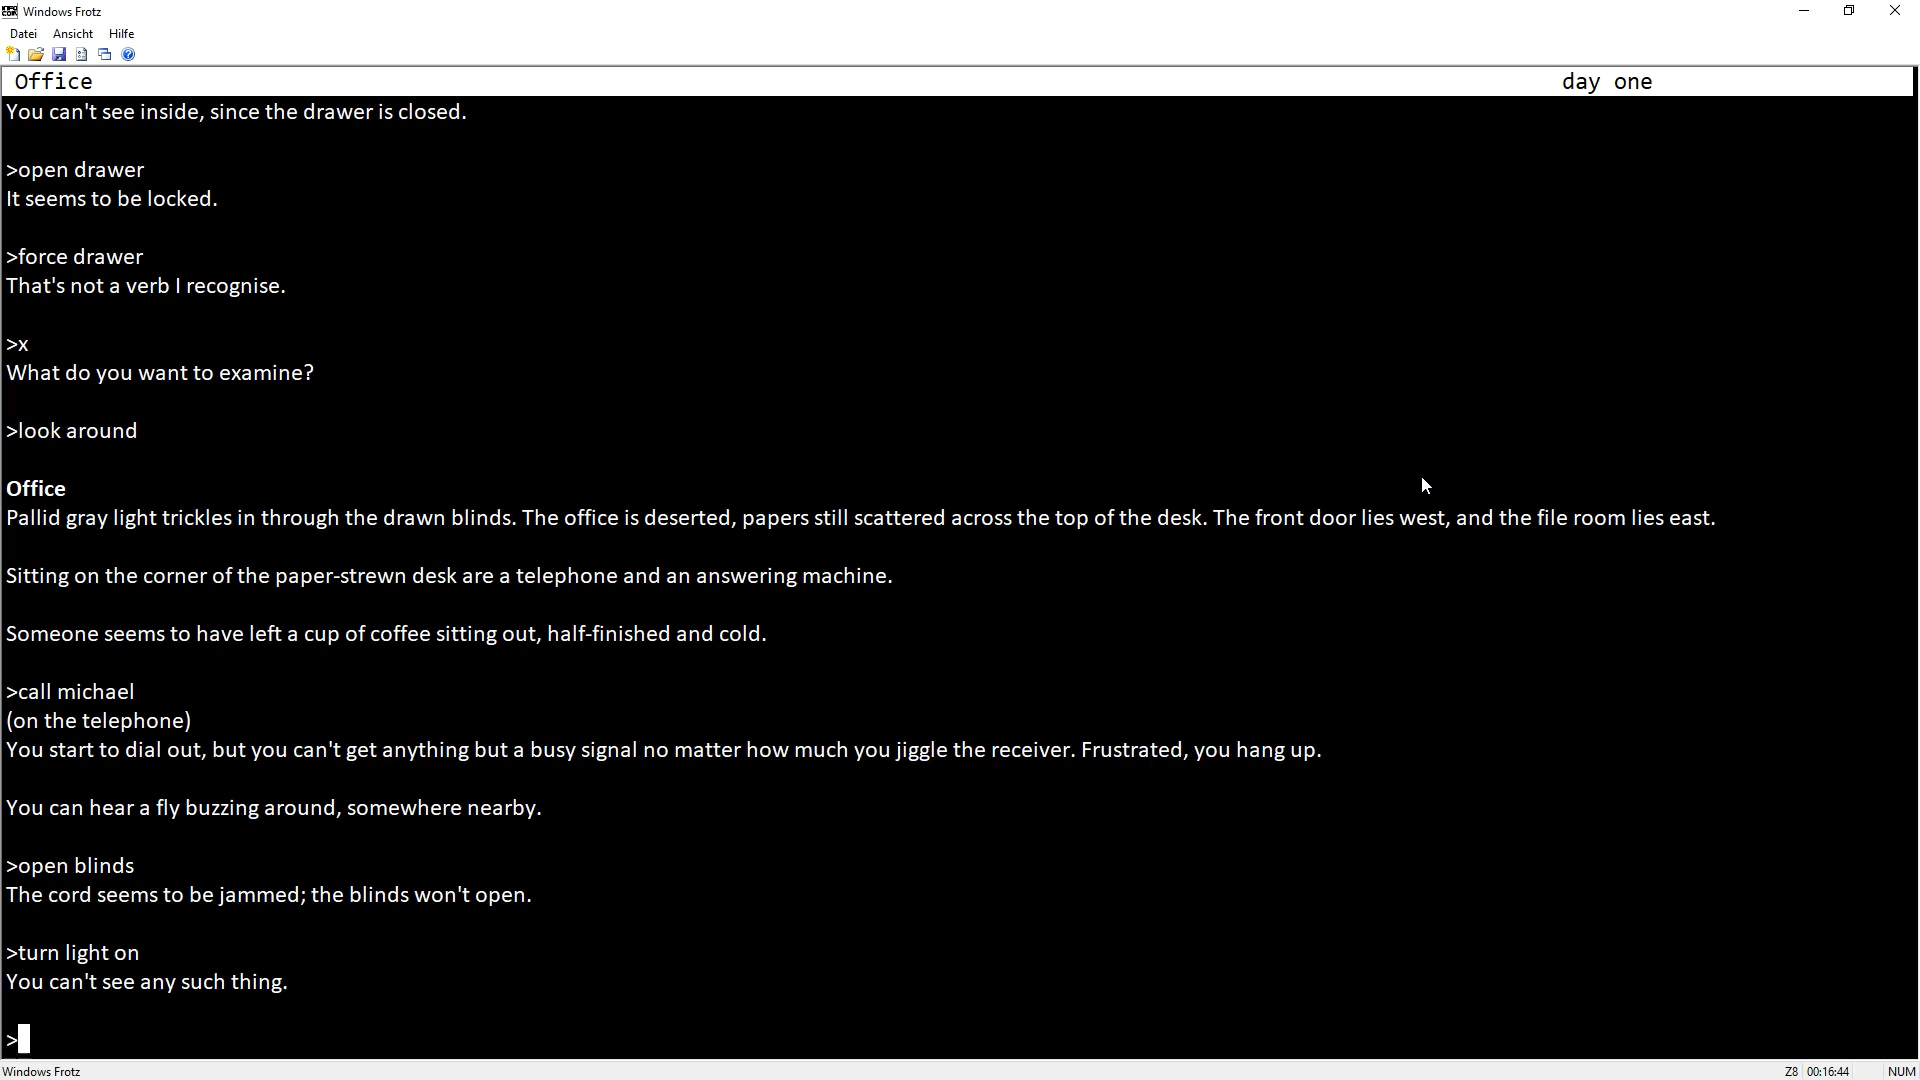 Windows Frotz
Datei Ansicht Hilfe
Office day one
You can't see inside, since the drawer is closed.
>open drawer
It seems to be locked.
>force drawer
That's not a verb I recognise.
>x
What do you want to examine?
>look around
Office
Pallid gray light trickles in through the drawn blinds. The office is deserted, papers still scattered across the top of the desk. The front door lies west, and the file room lies east.
Sitting on the corner of the paper-strewn desk are a telephone and an answering machine.
Someone seems to have left a cup of coffee sitting out, half-finished and cold.
>call michael
(on the telephone)
You start to dial out, but you can't get anything but a busy signal no matter how much you jiggle the receiver. Frustrated, you hang up.
You can hear a fly buzzing around, somewhere nearby.
>open blinds
The cord seems to be jammed; the blinds won't open.
>turn light on
You can't see any such thing.
>
Windows Frotz Z8 00:16:44 NUM